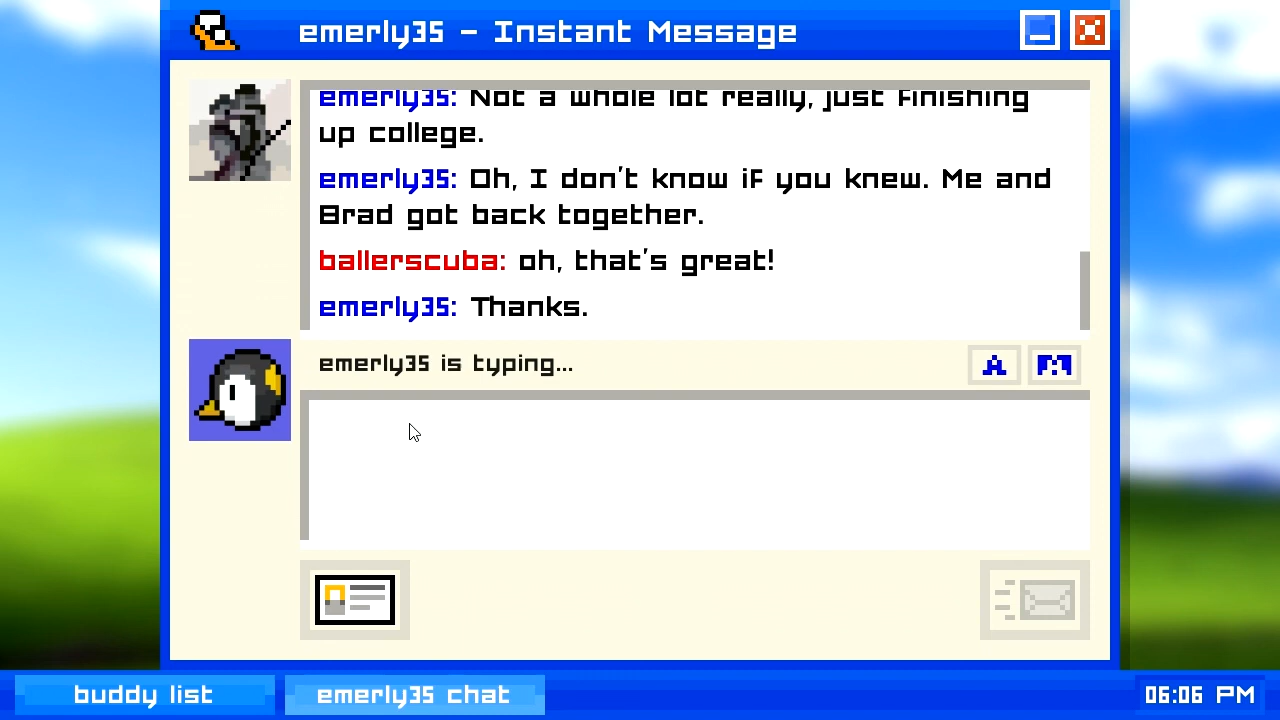 emerly35 - Instant Message
emerly35: Not a whole lot really, just finishing
up college.
emerly35: Oh, I don't know if you knew. Me and
Brad got back together.
ballerscuba: oh, that's great!
emerly35: Thanks.
emerly35 is typing...
A
buddy list
emerly35 chat
06:06 PM